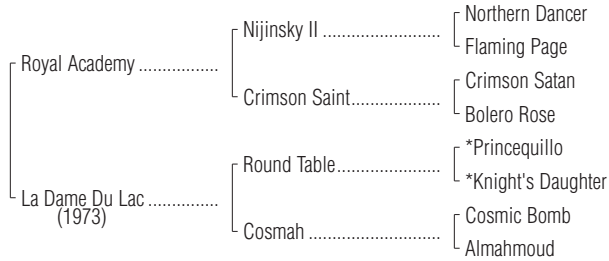 Northern Dancer
Nijinsky II ......................
Flaming Page
Royal Academy ...............
Crimson Satan
Crimson Saint.................
Bolero Rose
*Princequillo
Round Table...................
*Knight's Daughter
La Dame Du Lac .............
(1973)
Cosmic Bomb
Cosmah ........................
Almahmoud